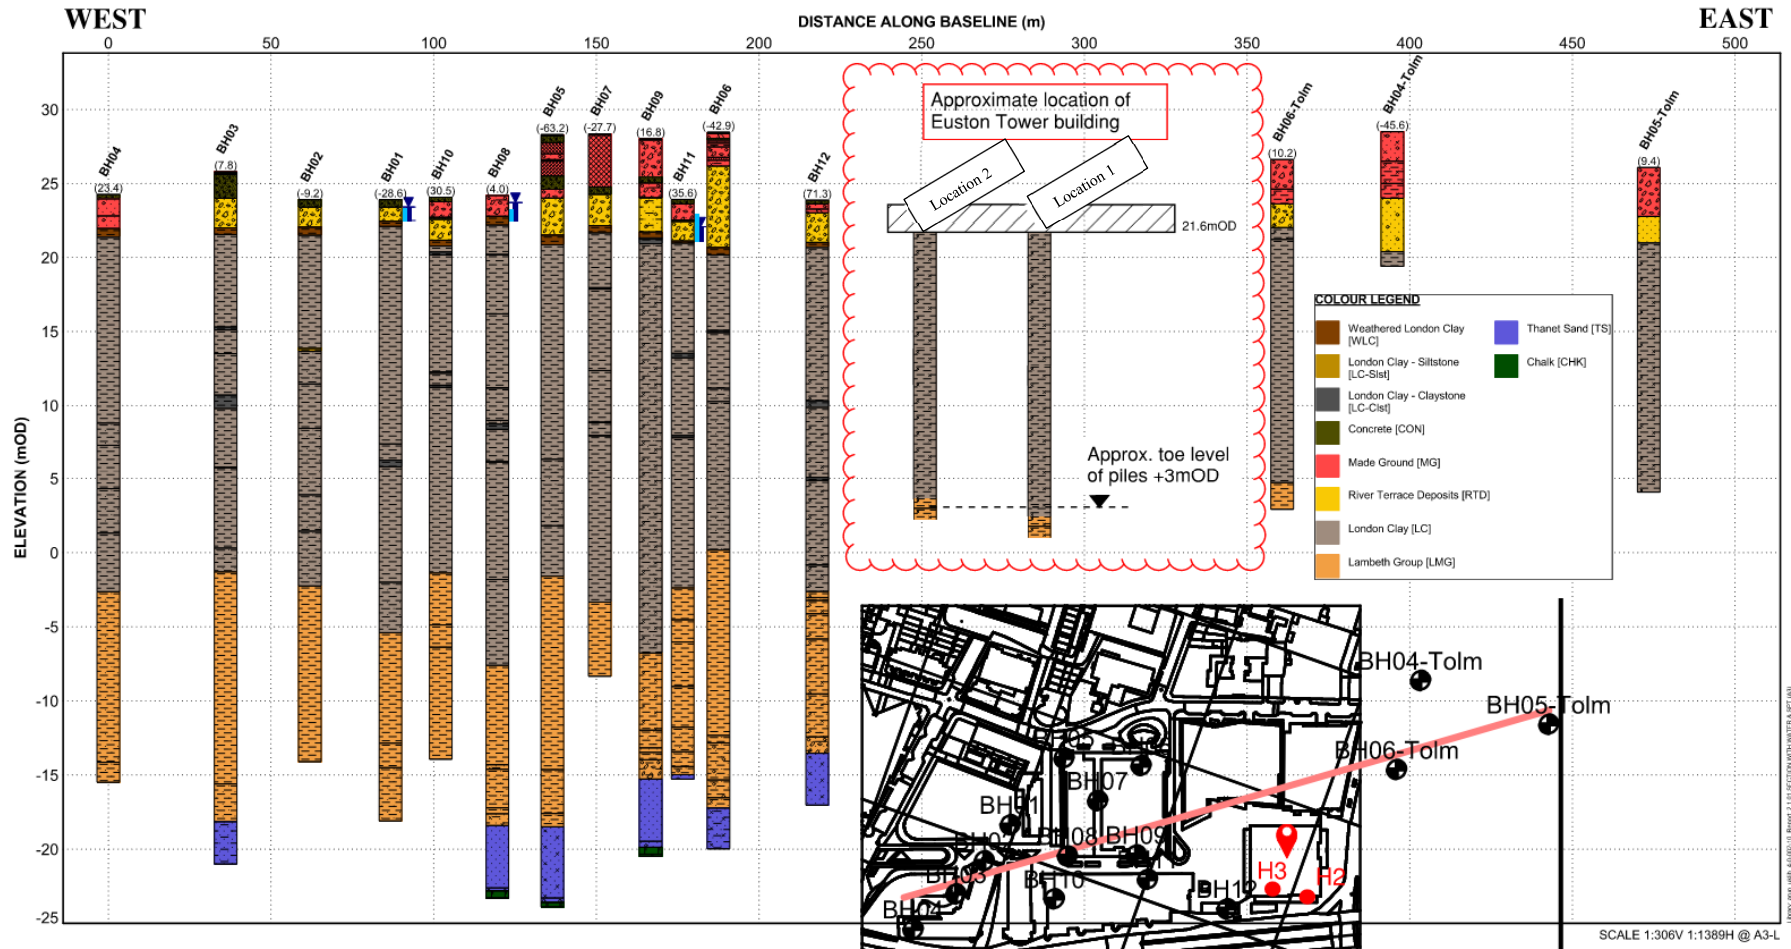 WEST
DISTANCE ALONG BASELINE (m)
EAST
0 50 100 150 200 250 300 350 400 450 500
ELEVATION (mOD)
30
25
20
15
10
5
0
-5
-10
-15
-20
-25
BH04
(23.4)
BH03
(7.8)
BH02
(-9.2)
BH01
(-28.6)
BH10
(30.5)
BH08
(4.0)
BH05
(-63.2)
BH07
(-27.7)
BH09
(16.8)
BH11
(35.6)
BH06
(-42.9)
BH12
(71.3)
Approximate location of
Euston Tower building
Location 2
Location 1
21.6mOD
Approx. toe level
of piles +3mOD
BH06-Tolm
(10.2)
BH04-Tolm
(-45.6)
BH05-Tolm
(9.4)
COLOUR LEGEND
Weathered London Clay
[WLC]
London Clay - Siltstone
[LC-Slst]
London Clay - Claystone
[LC-Clst]
Concrete [CON]
Made Ground [MG]
River Terrace Deposits [RTD]
London Clay [LC]
Lambeth Group [LMG]
Thanet Sand [TS]
Chalk [CHK]
BH04-Tolm
BH05-Tolm
BH06-Tolm
BH07
BH01
BH08
BH09
BH03
BH10
BH12
BH04
H3
H2
SCALE 1:306V 1:1389H @ A3-L